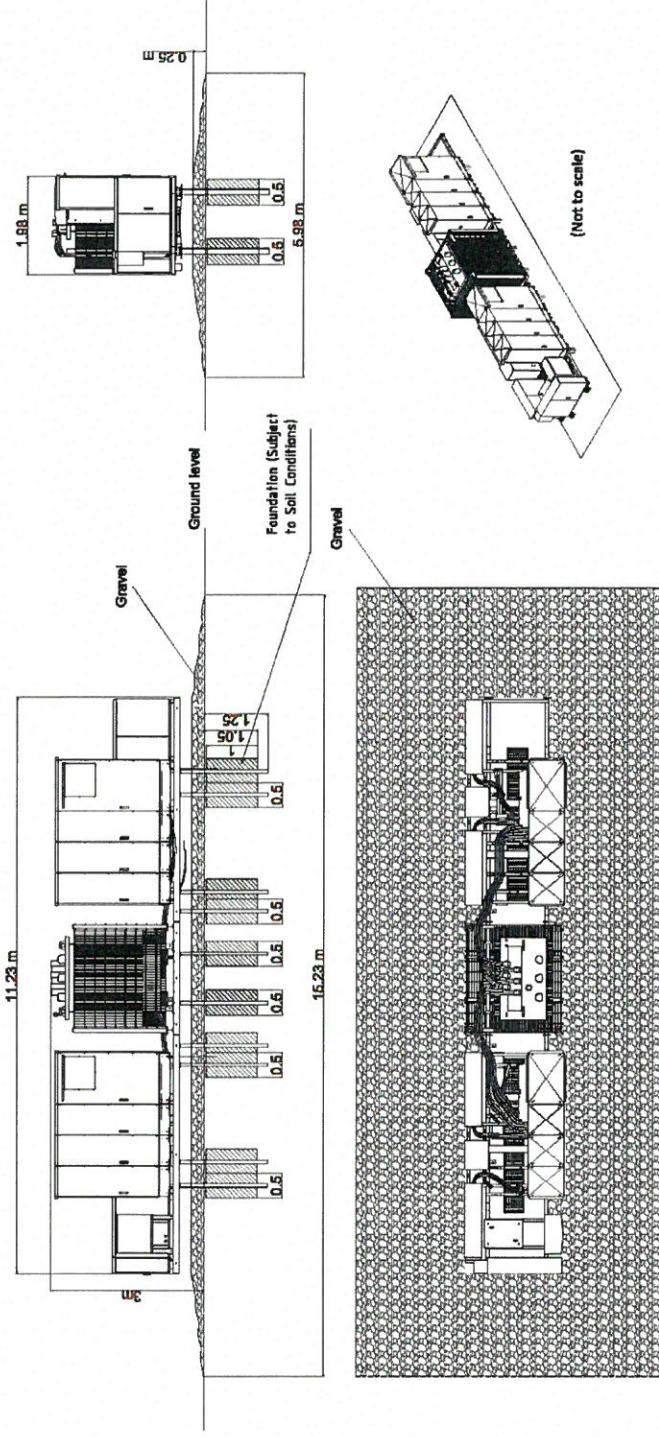 11.23 m
3m
Gravel
Ground level
1
1.05
1.25
0.5
0.5
0.5
0.5
0.5
0.5
15.23 m
Foundation (Subject
to Soil Conditions)
1.98 m
0.25
m
0.5
0.5
5.98 m
Gravel
(Not to scale)